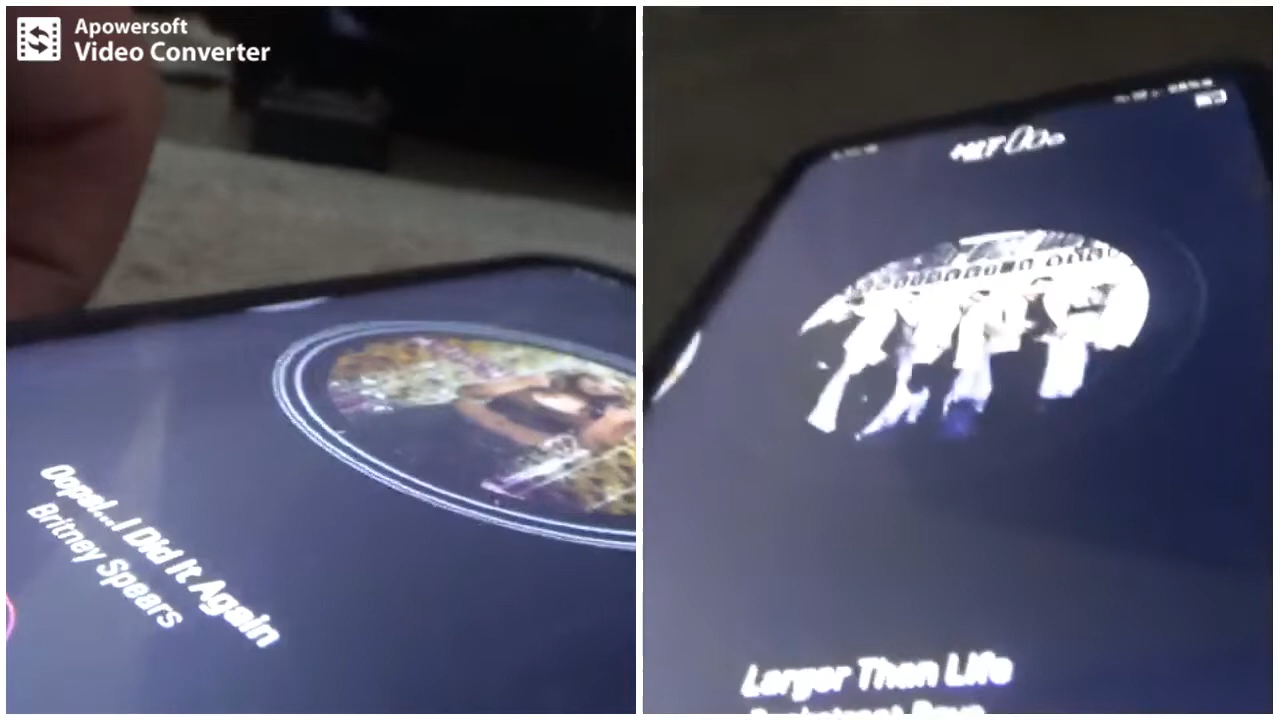 Apowersoft
Video Converter
Oops!...I Did It Again
Britney Spears
Larger Than Life